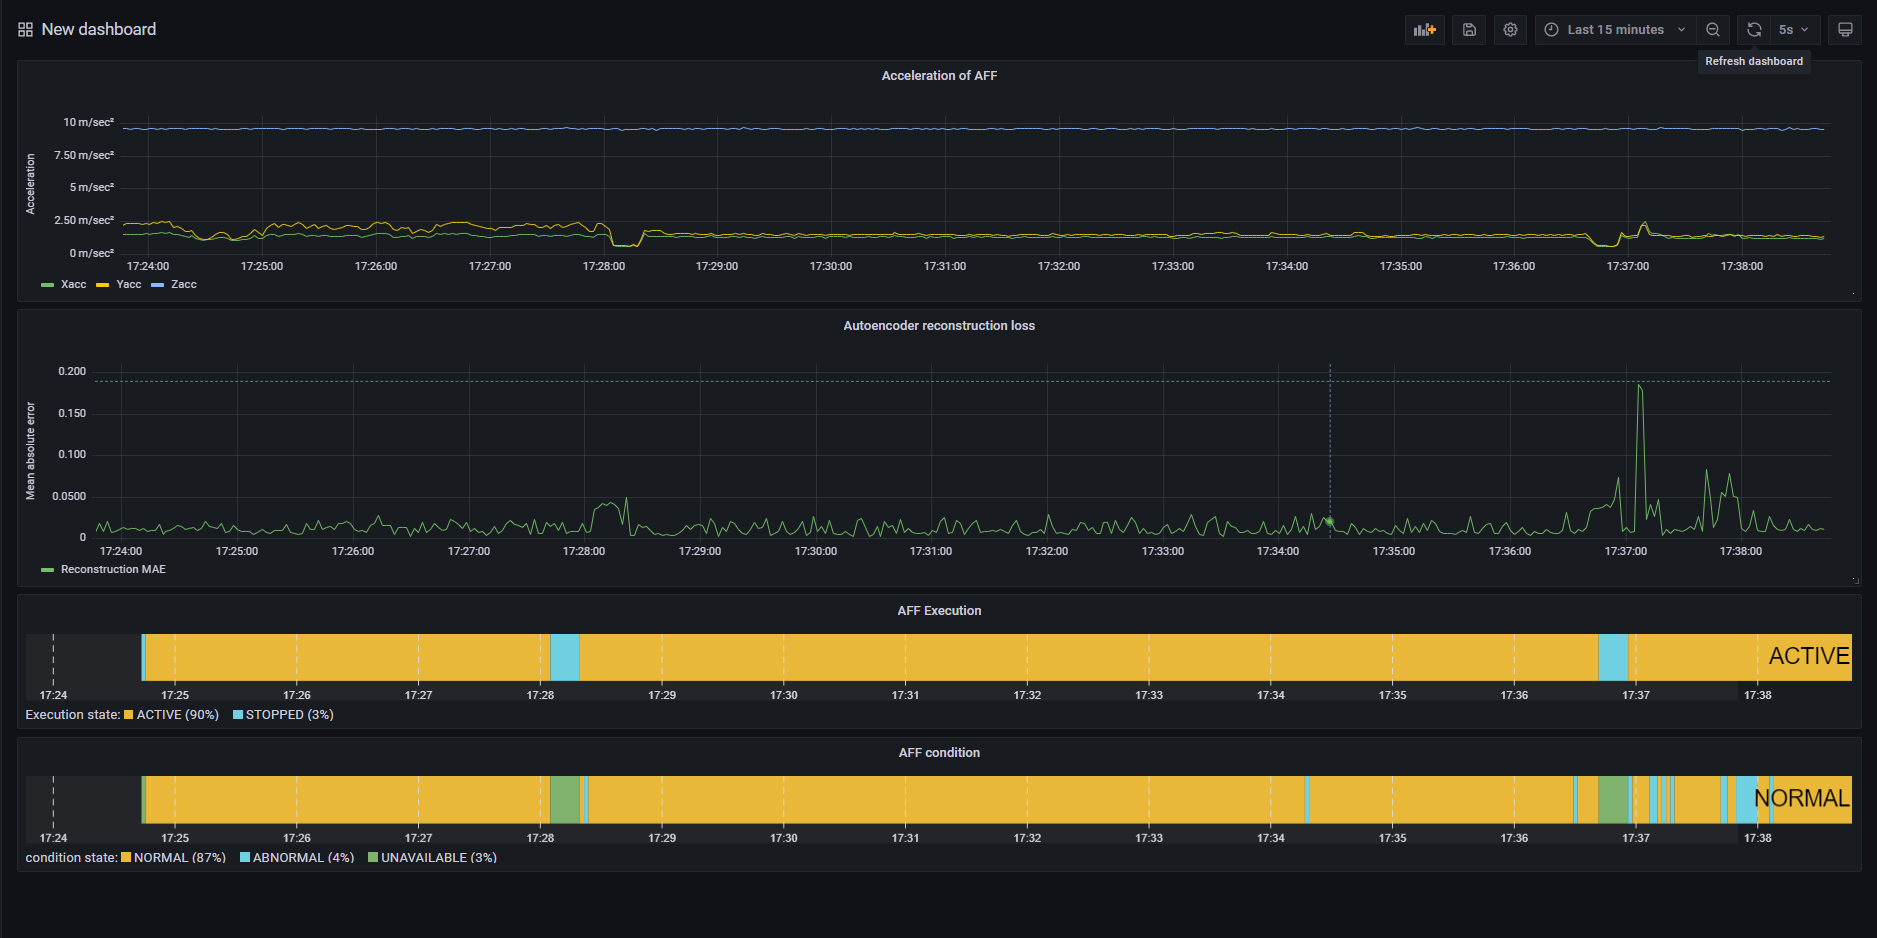 New dashboard
Last 15 minutes
5s
Refresh dashboard
Acceleration of AFF
Acceleration
10 m/sec²
7.50 m/sec²
5 m/sec²
2.50 m/sec²
0 m/sec²
17:24:00 17:25:00 17:26:00 17:27:00 17:28:00 17:29:00 17:30:00 17:31:00 17:32:00 17:33:00 17:34:00 17:35:00 17:36:00 17:37:00 17:38:00
Xacc Yacc Zacc
Autoencoder reconstruction loss
Mean absolute error
0.200
0.150
0.100
0.0500
0
17:24:00 17:25:00 17:26:00 17:27:00 17:28:00 17:29:00 17:30:00 17:31:00 17:32:00 17:33:00 17:34:00 17:35:00 17:36:00 17:37:00 17:38:00
Reconstruction MAE
AFF Execution
ACTIVE
17:24 17:25 17:26 17:27 17:28 17:29 17:30 17:31 17:32 17:33 17:34 17:35 17:36 17:37 17:38
Execution state: ACTIVE (90%) STOPPED (3%)
AFF condition
NORMAL
17:24 17:25 17:26 17:27 17:28 17:29 17:30 17:31 17:32 17:33 17:34 17:35 17:36 17:37 17:38
condition state: NORMAL (87%) ABNORMAL (4%) UNAVAILABLE (3%)